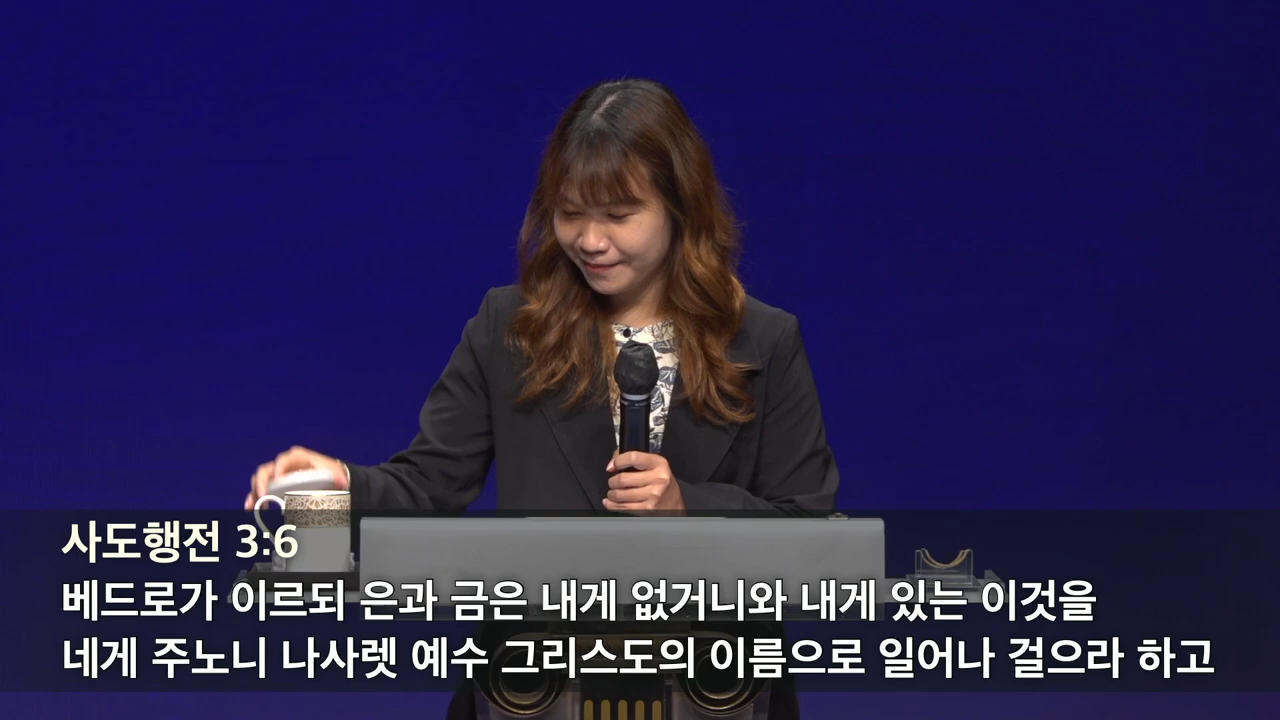 사도행전 3:6
베드로가 이르되 은과 금은 내게 없거니와 내게 있는 이것을
네게 주노니 나사렛 예수 그리스도의 이름으로 일어나 걸으라 하고